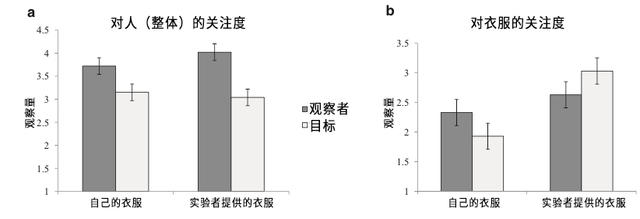 a
对人（整体）的关注度
4.5
4
3.5
3
2.5
2
1.5
1
观察量
自己的衣服
实验者提供的衣服
观察者
目标
b
对衣服的关注度
3.5
3
2.5
2
1.5
1
观察量
自己的衣服
实验者提供的衣服